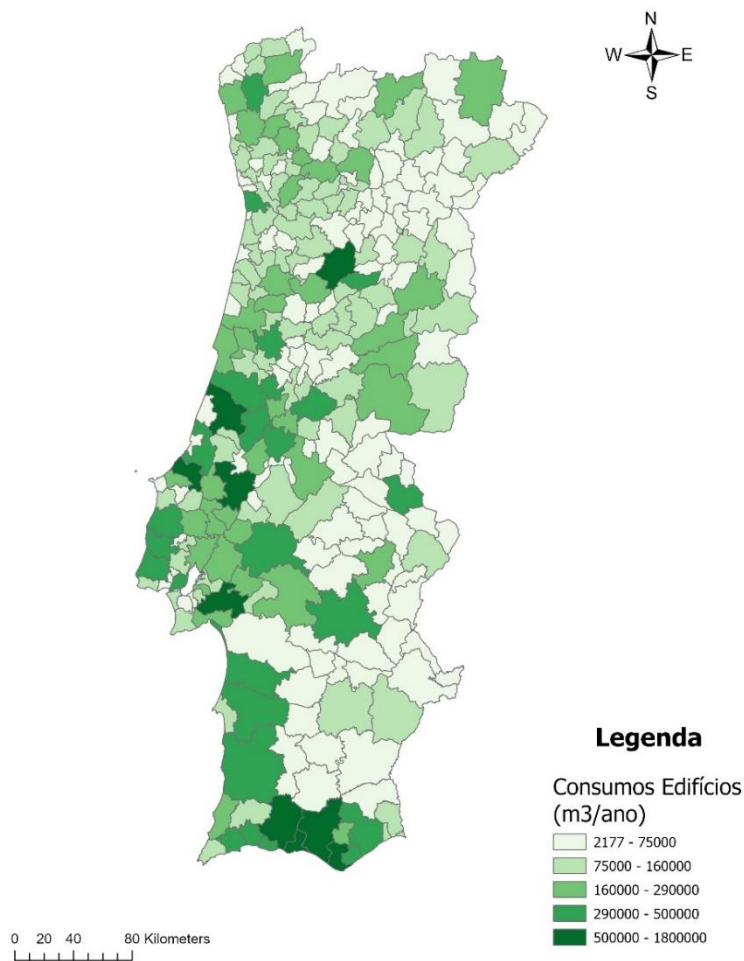 N
W E
S
Legenda
Consumos Edifícios
(m3/ano)
2177 - 75000
75000 - 160000
160000 - 290000
290000 - 500000
500000 - 1800000
0 20 40 80 Kilometers